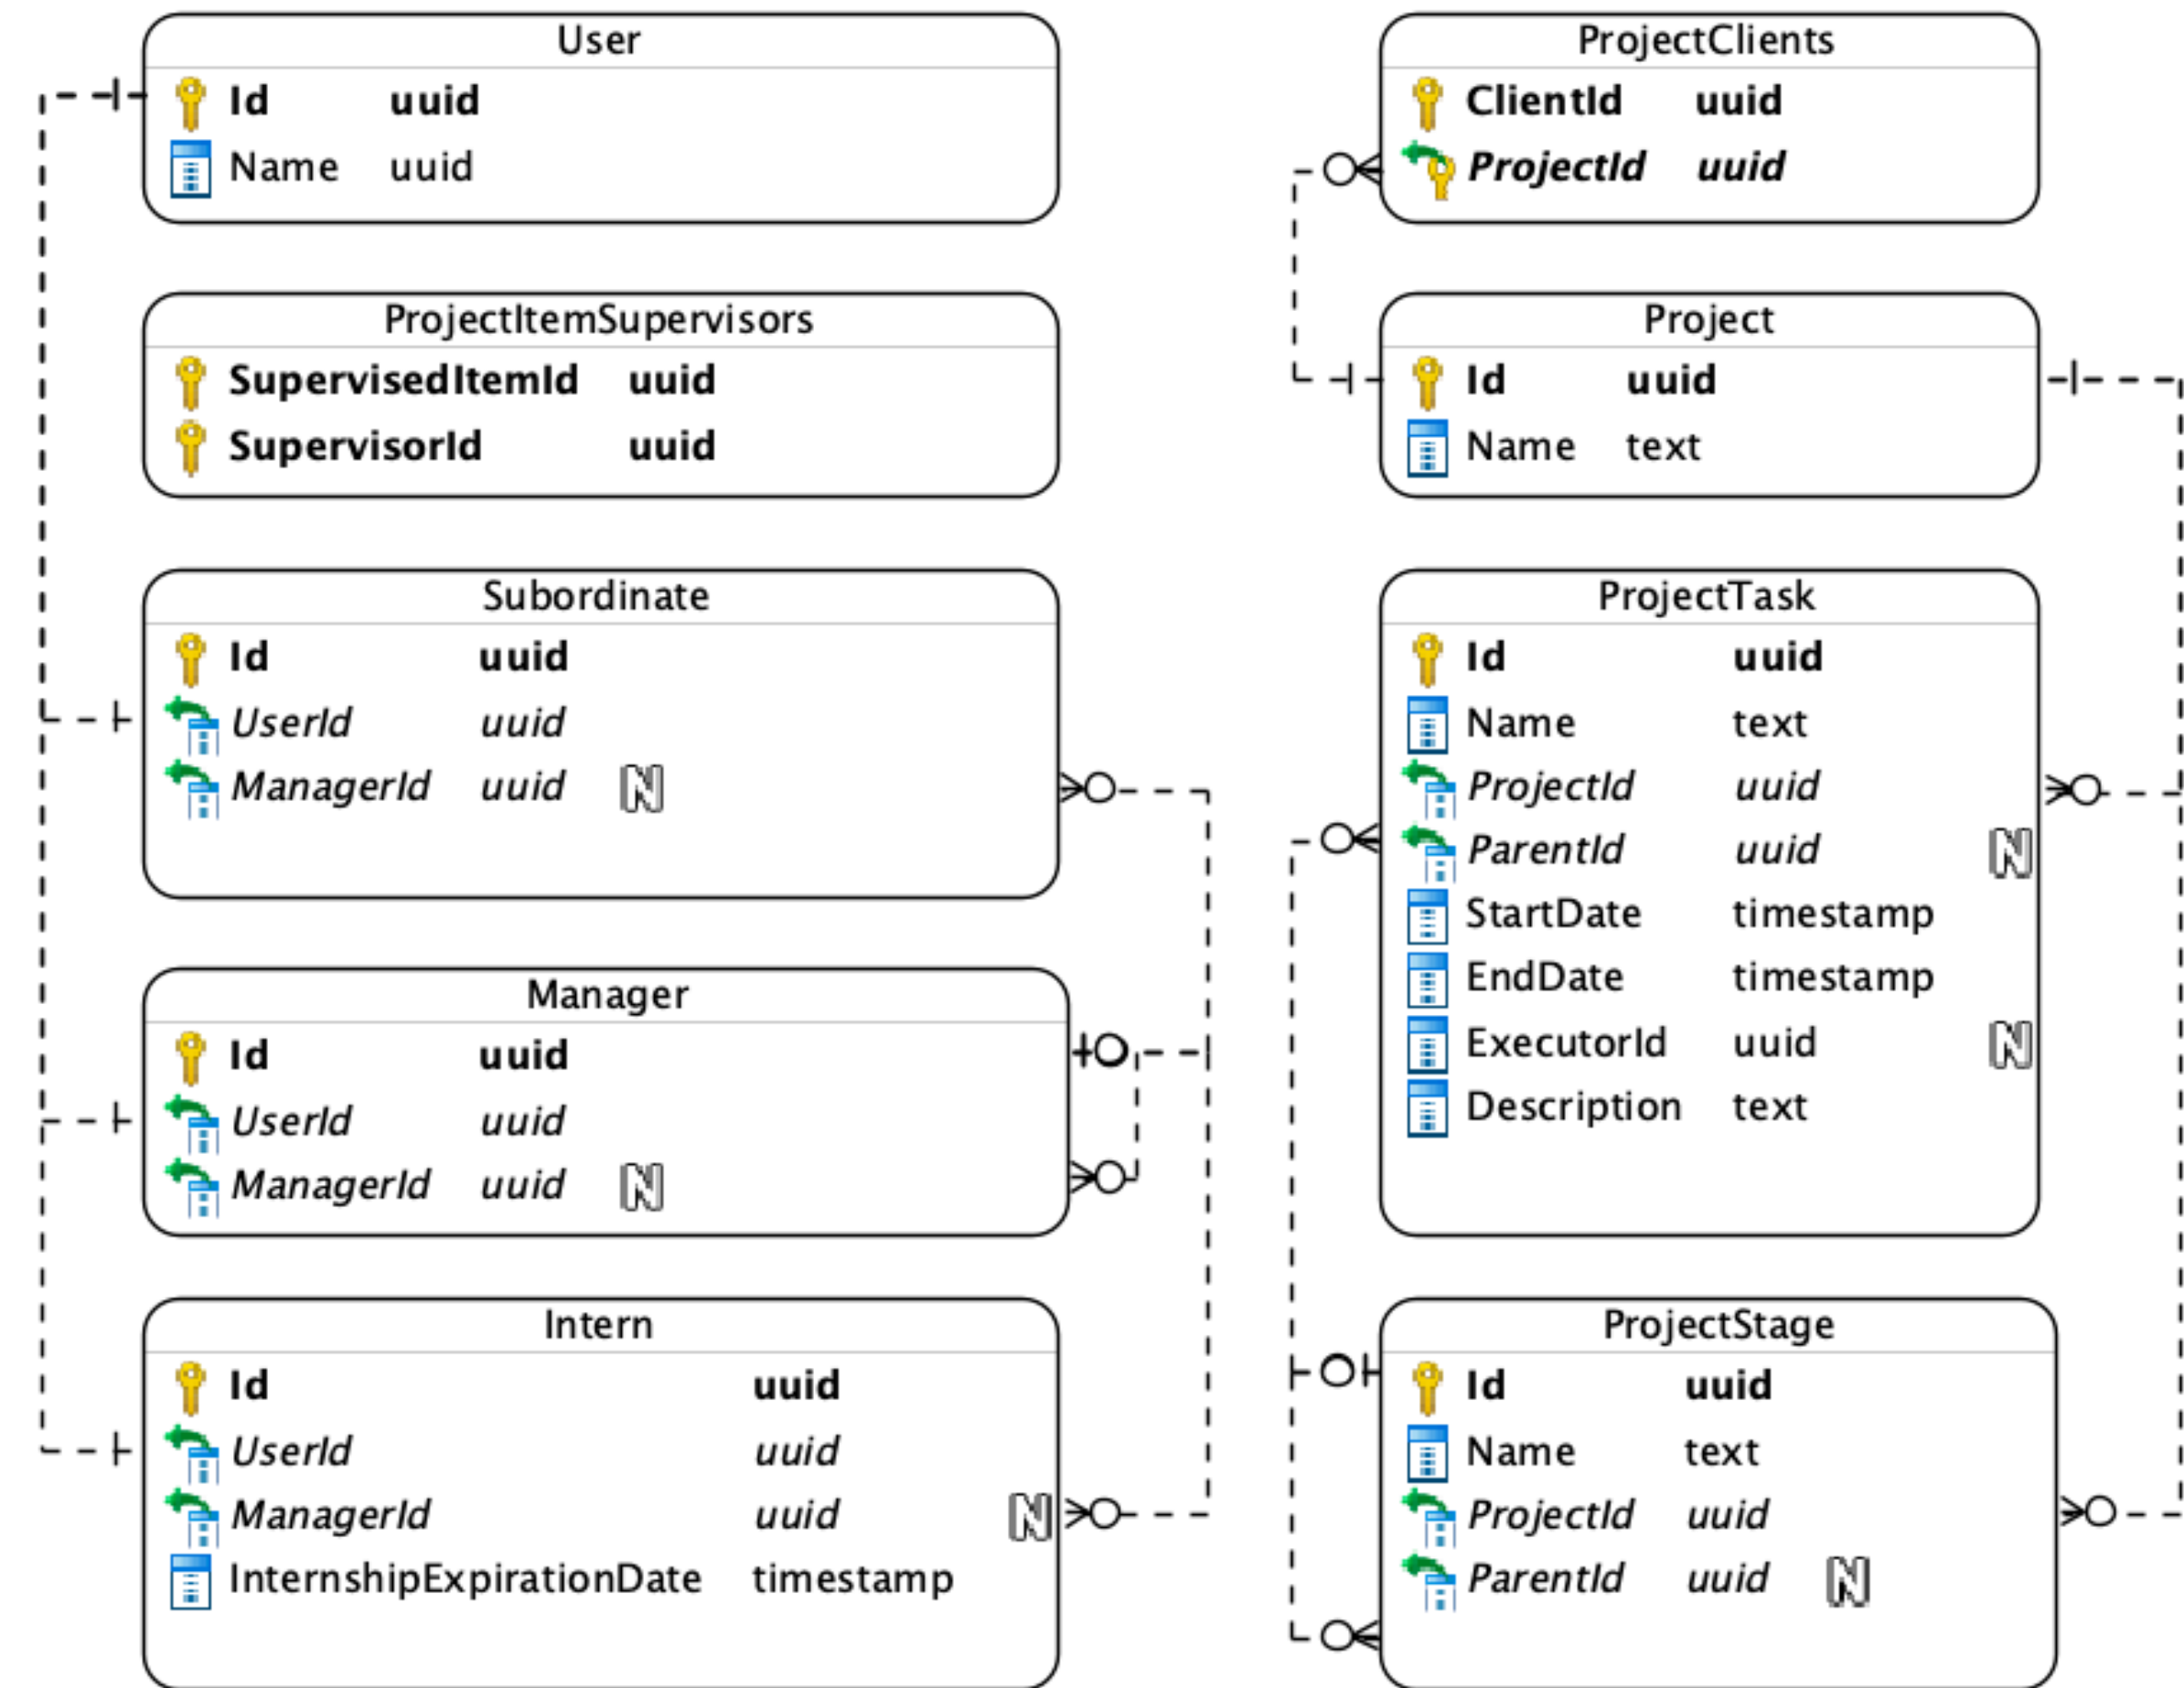 User
Id uuid
Name uuid
ProjectItemSupervisors
SupervisedItemId uuid
SupervisorId uuid
Subordinate
Id uuid
UserId uuid
ManagerId uuid N
Manager
Id uuid
UserId uuid
ManagerId uuid N
Intern
Id uuid
UserId uuid
ManagerId uuid N
InternshipExpirationDate timestamp
ProjectClients
ClientId uuid
ProjectId uuid
Project
Id uuid
Name text
ProjectTask
Id uuid
Name text
ProjectId uuid
ParentId uuid N
StartDate timestamp
EndDate timestamp
ExecutorId uuid N
Description text
ProjectStage
Id uuid
Name text
ProjectId uuid
ParentId uuid N